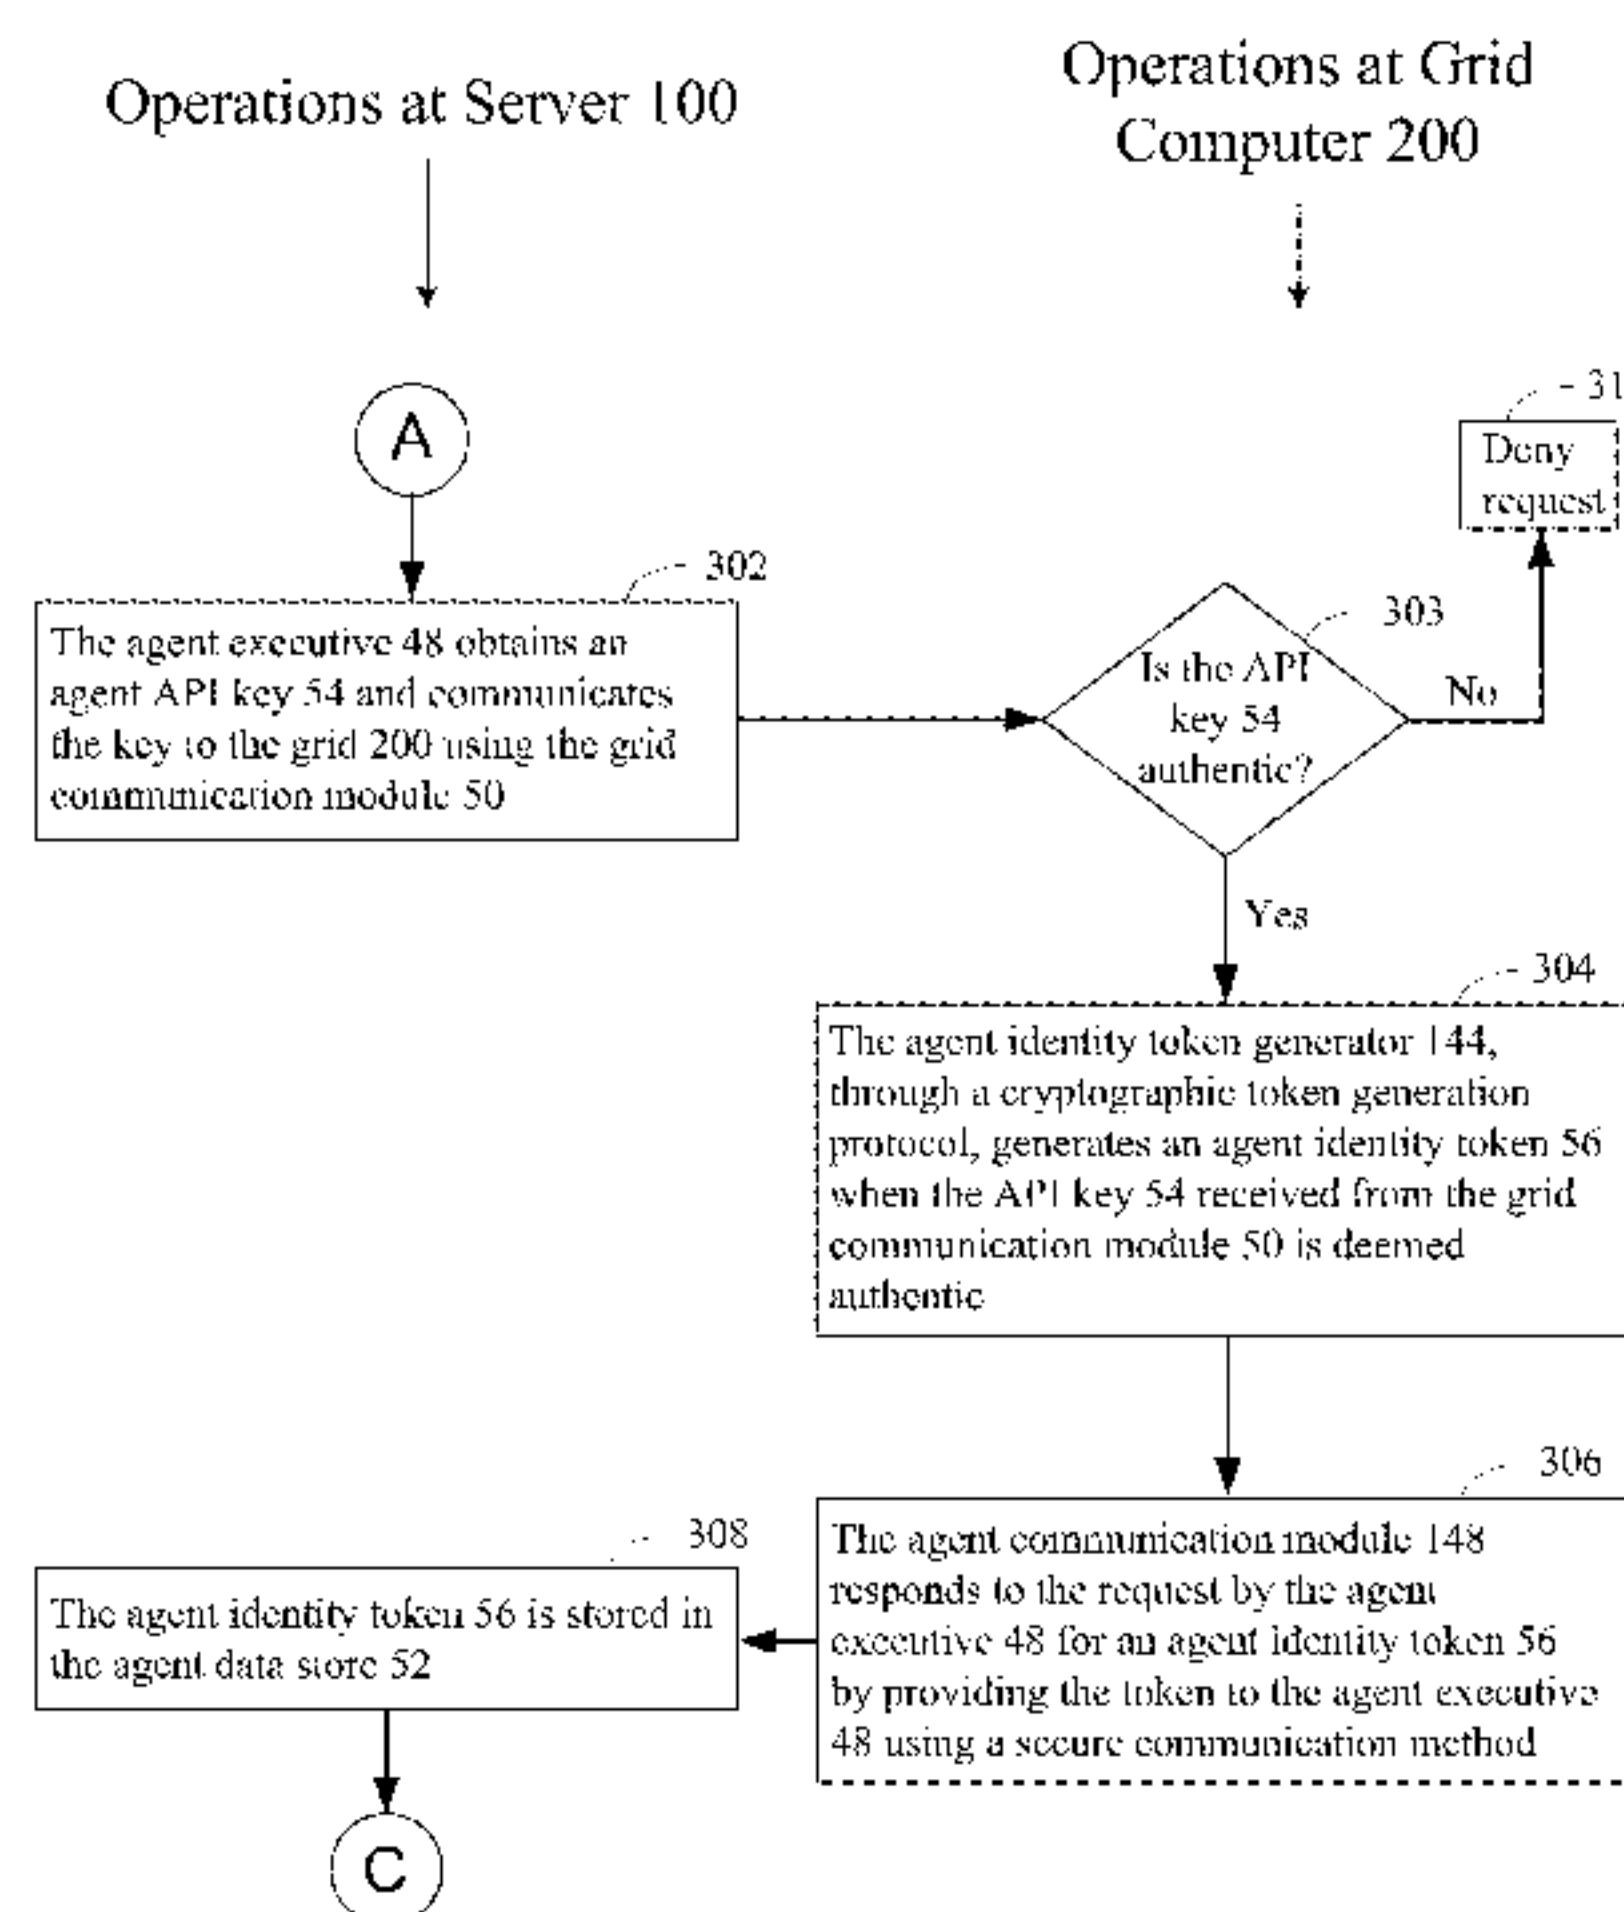 Operations at Server 100
Operations at Grid
Computer 200
A
Deny
request
302
The agent executive 48 obtains an
agent API key 54 and communicates
the key to the grid 200 using the grid
communication module 50
303
Is the API
key 54
authentic?
No
Yes
304
The agent identity token generator 144,
through a cryptographic token generation
protocol, generates an agent identity token 56
when the API key 54 received from the grid
communication module 50 is deemed
authentic
306
The agent communication module 148
responds to the request by the agent
executive 48 for an agent identity token 56
by providing the token to the agent executive
48 using a secure communication method
308
The agent identity token 56 is stored in
the agent data store 52
C